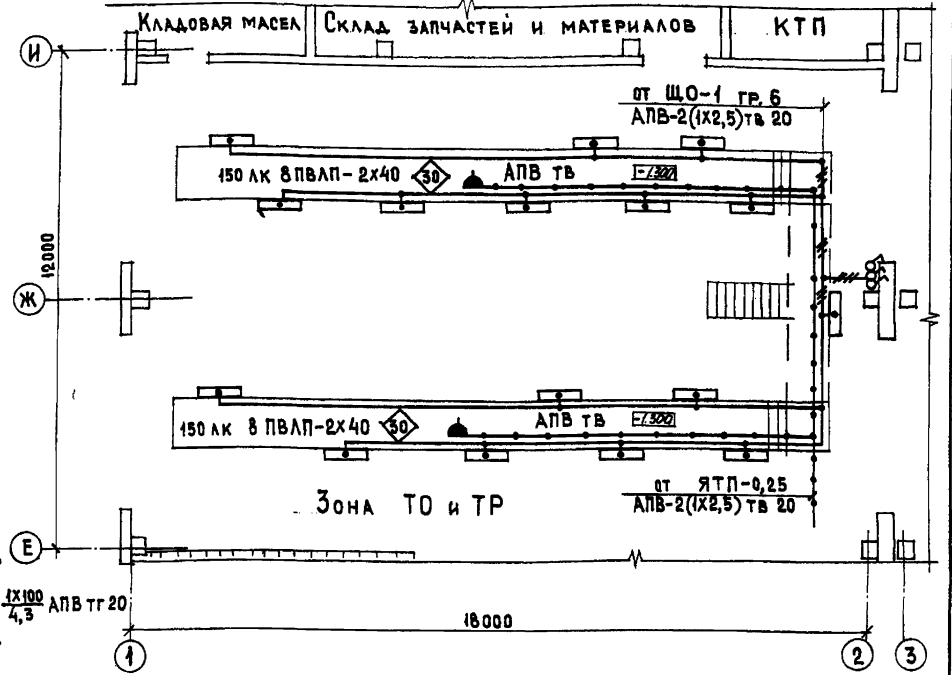 Кладовая масел
Склад запчастей и материалов
КТП
И
от ЩО-1 гр. 6
АПВ-2(1х2,5)тв 20
150 лк 8 ПВЛП-2х40
30
АПВ тв
-1.300
12000
Ж
150 лк 8 ПВЛП-2х40
30
АПВ тв
-1.300
от ЯТП-0,25
АПВ-2(1х2,5) тв 20
Зона ТО и ТР
Е
1х100
4,3
АПВ тг 20
18000
1
2
3